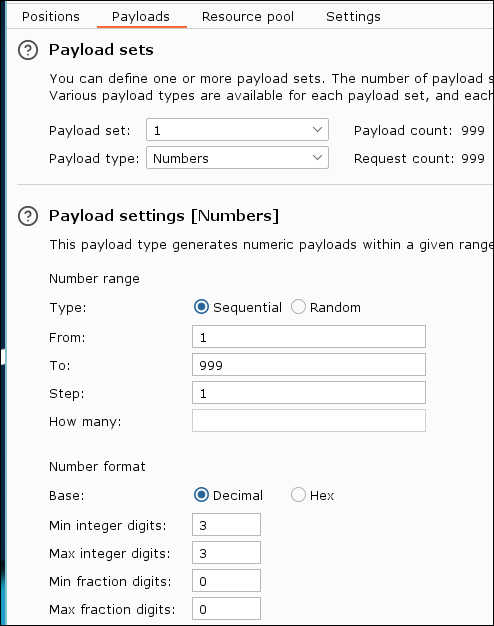 Positions Payloads Resource pool Settings
? Payload sets
You can define one or more payload sets. The number of payload s
Various payload types are available for each payload set, and each
Payload set: 1 Payload count: 999
Payload type: Numbers Request count: 999
? Payload settings [Numbers]
This payload type generates numeric payloads within a given range
Number range
Type: Sequential Random
From: 1
To: 999
Step: 1
How many:
Number format
Base: Decimal Hex
Min integer digits: 3
Max integer digits: 3
Min fraction digits: 0
Max fraction digits: 0